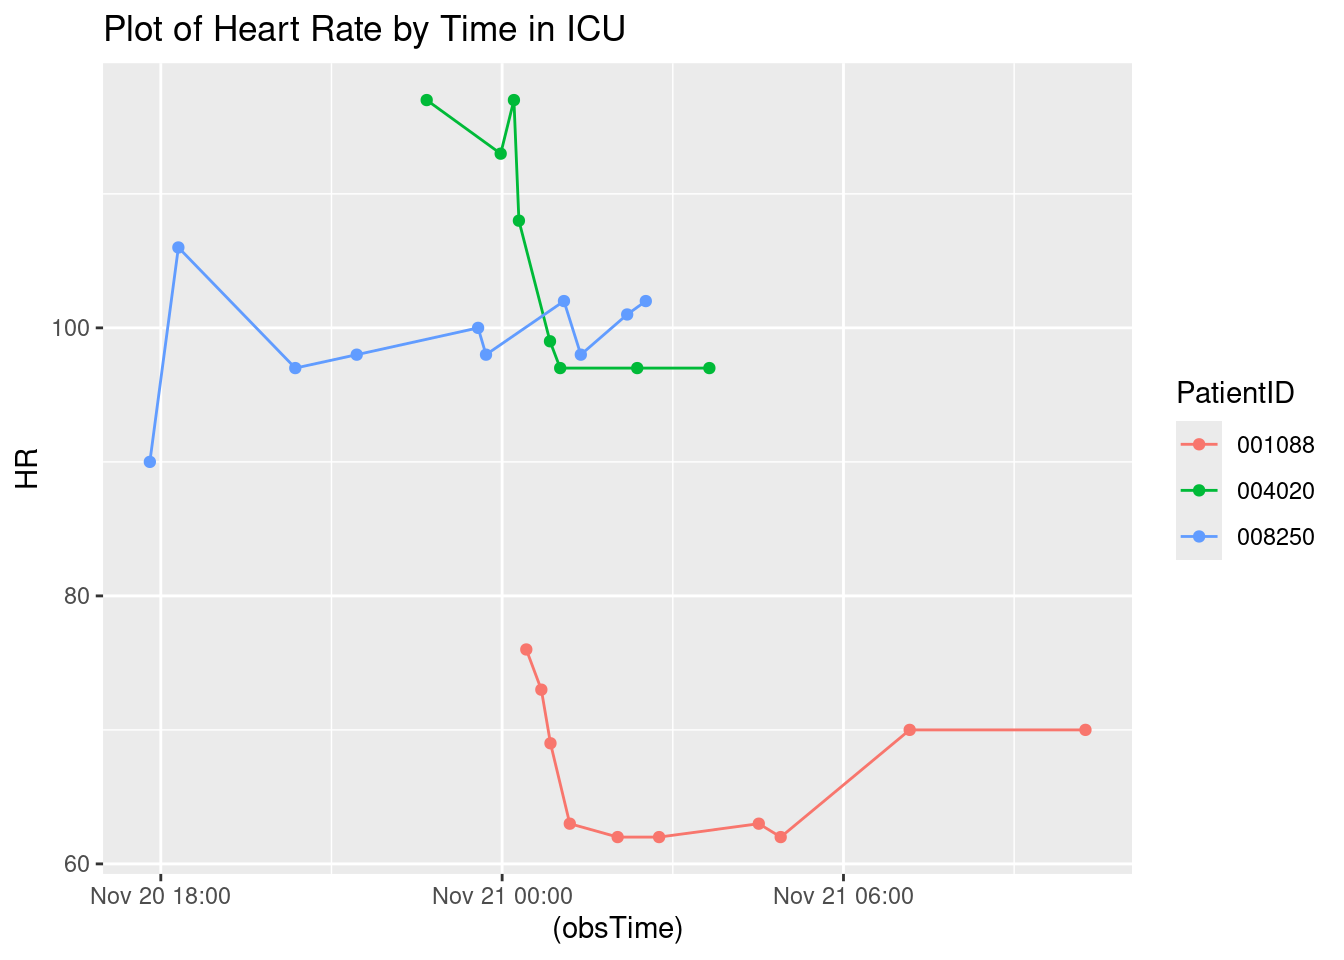 Plot of Heart Rate by Time in ICU
HR
100
80
60
Nov 20 18:00
Nov 21 00:00
Nov 21 06:00
(obsTime)
PatientID
001088
004020
008250